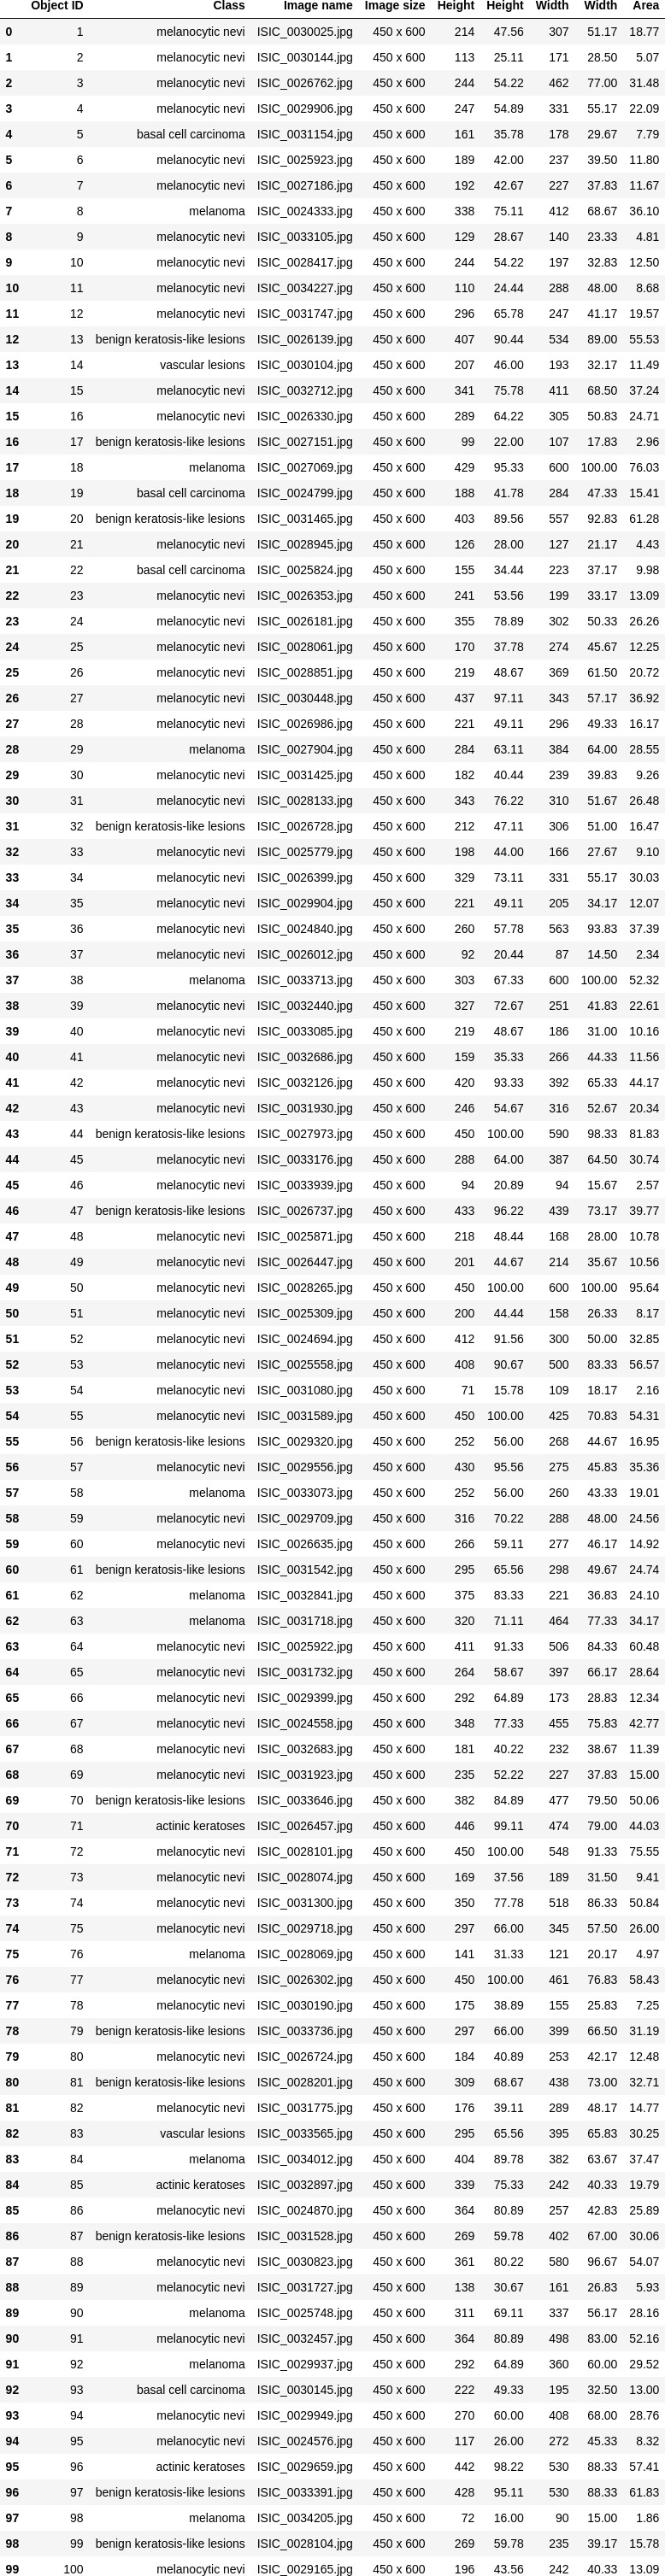 Object ID Class Image name Image size Height Height Width Width Area
0 1 melanocytic nevi ISIC_0030025.jpg 450 x 600 214 47.56 307 51.17 18.77
1 2 melanocytic nevi ISIC_0030144.jpg 450 x 600 113 25.11 171 28.50 5.07
2 3 melanocytic nevi ISIC_0026762.jpg 450 x 600 244 54.22 462 77.00 31.48
3 4 melanocytic nevi ISIC_0029906.jpg 450 x 600 247 54.89 331 55.17 22.09
4 5 basal cell carcinoma ISIC_0031154.jpg 450 x 600 161 35.78 178 29.67 7.79
5 6 melanocytic nevi ISIC_0025923.jpg 450 x 600 189 42.00 237 39.50 11.80
6 7 melanocytic nevi ISIC_0027186.jpg 450 x 600 192 42.67 227 37.83 11.67
7 8 melanoma ISIC_0024333.jpg 450 x 600 338 75.11 412 68.67 36.10
8 9 melanocytic nevi ISIC_0033105.jpg 450 x 600 129 28.67 140 23.33 4.81
9 10 melanocytic nevi ISIC_0028417.jpg 450 x 600 244 54.22 197 32.83 12.50
10 11 melanocytic nevi ISIC_0034227.jpg 450 x 600 110 24.44 288 48.00 8.68
11 12 melanocytic nevi ISIC_0031747.jpg 450 x 600 296 65.78 247 41.17 19.57
12 13 benign keratosis-like lesions ISIC_0026139.jpg 450 x 600 407 90.44 534 89.00 55.53
13 14 vascular lesions ISIC_0030104.jpg 450 x 600 207 46.00 193 32.17 11.49
14 15 melanocytic nevi ISIC_0032712.jpg 450 x 600 341 75.78 411 68.50 37.24
15 16 melanocytic nevi ISIC_0026330.jpg 450 x 600 289 64.22 305 50.83 24.71
16 17 benign keratosis-like lesions ISIC_0027151.jpg 450 x 600 99 22.00 107 17.83 2.96
17 18 melanoma ISIC_0027069.jpg 450 x 600 429 95.33 600 100.00 76.03
18 19 basal cell carcinoma ISIC_0024799.jpg 450 x 600 188 41.78 284 47.33 15.41
19 20 benign keratosis-like lesions ISIC_0031465.jpg 450 x 600 403 89.56 557 92.83 61.28
20 21 melanocytic nevi ISIC_0028945.jpg 450 x 600 126 28.00 127 21.17 4.43
21 22 basal cell carcinoma ISIC_0025824.jpg 450 x 600 155 34.44 223 37.17 9.98
22 23 melanocytic nevi ISIC_0026353.jpg 450 x 600 241 53.56 199 33.17 13.09
23 24 melanocytic nevi ISIC_0026181.jpg 450 x 600 355 78.89 302 50.33 26.26
24 25 melanocytic nevi ISIC_0028061.jpg 450 x 600 170 37.78 274 45.67 12.25
25 26 melanocytic nevi ISIC_0028851.jpg 450 x 600 219 48.67 369 61.50 20.72
26 27 melanocytic nevi ISIC_0030448.jpg 450 x 600 437 97.11 343 57.17 36.92
27 28 melanocytic nevi ISIC_0026986.jpg 450 x 600 221 49.11 296 49.33 16.17
28 29 melanoma ISIC_0027904.jpg 450 x 600 284 63.11 384 64.00 28.55
29 30 melanocytic nevi ISIC_0031425.jpg 450 x 600 182 40.44 239 39.83 9.26
30 31 melanocytic nevi ISIC_0028133.jpg 450 x 600 343 76.22 310 51.67 26.48
31 32 benign keratosis-like lesions ISIC_0026728.jpg 450 x 600 212 47.11 306 51.00 16.47
32 33 melanocytic nevi ISIC_0025779.jpg 450 x 600 198 44.00 166 27.67 9.10
33 34 melanocytic nevi ISIC_0026399.jpg 450 x 600 329 73.11 331 55.17 30.03
34 35 melanocytic nevi ISIC_0029904.jpg 450 x 600 221 49.11 205 34.17 12.07
35 36 melanocytic nevi ISIC_0024840.jpg 450 x 600 260 57.78 563 93.83 37.39
36 37 melanocytic nevi ISIC_0026012.jpg 450 x 600 92 20.44 87 14.50 2.34
37 38 melanoma ISIC_0033713.jpg 450 x 600 303 67.33 600 100.00 52.32
38 39 melanocytic nevi ISIC_0032440.jpg 450 x 600 327 72.67 251 41.83 22.61
39 40 melanocytic nevi ISIC_0033085.jpg 450 x 600 219 48.67 186 31.00 10.16
40 41 melanocytic nevi ISIC_0032686.jpg 450 x 600 159 35.33 266 44.33 11.56
41 42 melanocytic nevi ISIC_0032126.jpg 450 x 600 420 93.33 392 65.33 44.17
42 43 melanocytic nevi ISIC_0031930.jpg 450 x 600 246 54.67 316 52.67 20.34
43 44 benign keratosis-like lesions ISIC_0027973.jpg 450 x 600 450 100.00 590 98.33 81.83
44 45 melanocytic nevi ISIC_0033176.jpg 450 x 600 288 64.00 387 64.50 30.74
45 46 melanocytic nevi ISIC_0033939.jpg 450 x 600 94 20.89 94 15.67 2.57
46 47 benign keratosis-like lesions ISIC_0026737.jpg 450 x 600 433 96.22 439 73.17 39.77
47 48 melanocytic nevi ISIC_0025871.jpg 450 x 600 218 48.44 168 28.00 10.78
48 49 melanocytic nevi ISIC_0026447.jpg 450 x 600 201 44.67 214 35.67 10.56
49 50 melanocytic nevi ISIC_0028265.jpg 450 x 600 450 100.00 600 100.00 95.64
50 51 melanocytic nevi ISIC_0025309.jpg 450 x 600 200 44.44 158 26.33 8.17
51 52 melanocytic nevi ISIC_0024694.jpg 450 x 600 412 91.56 300 50.00 32.85
52 53 melanocytic nevi ISIC_0025558.jpg 450 x 600 408 90.67 500 83.33 56.57
53 54 melanocytic nevi ISIC_0031080.jpg 450 x 600 71 15.78 109 18.17 2.16
54 55 melanocytic nevi ISIC_0031589.jpg 450 x 600 450 100.00 425 70.83 54.31
55 56 benign keratosis-like lesions ISIC_0029320.jpg 450 x 600 252 56.00 268 44.67 16.95
56 57 melanocytic nevi ISIC_0029556.jpg 450 x 600 430 95.56 275 45.83 35.36
57 58 melanoma ISIC_0033073.jpg 450 x 600 252 56.00 260 43.33 19.01
58 59 melanocytic nevi ISIC_0029709.jpg 450 x 600 316 70.22 288 48.00 24.56
59 60 melanocytic nevi ISIC_0026635.jpg 450 x 600 266 59.11 277 46.17 14.92
60 61 benign keratosis-like lesions ISIC_0031542.jpg 450 x 600 295 65.56 298 49.67 24.74
61 62 melanoma ISIC_0032841.jpg 450 x 600 375 83.33 221 36.83 24.10
62 63 melanoma ISIC_0031718.jpg 450 x 600 320 71.11 464 77.33 34.17
63 64 melanocytic nevi ISIC_0025922.jpg 450 x 600 411 91.33 506 84.33 60.48
64 65 melanocytic nevi ISIC_0031732.jpg 450 x 600 264 58.67 397 66.17 28.64
65 66 melanocytic nevi ISIC_0029399.jpg 450 x 600 292 64.89 173 28.83 12.34
66 67 melanocytic nevi ISIC_0024558.jpg 450 x 600 348 77.33 455 75.83 42.77
67 68 melanocytic nevi ISIC_0032683.jpg 450 x 600 181 40.22 232 38.67 11.39
68 69 melanocytic nevi ISIC_0031923.jpg 450 x 600 235 52.22 227 37.83 15.00
69 70 benign keratosis-like lesions ISIC_0033646.jpg 450 x 600 382 84.89 477 79.50 50.06
70 71 actinic keratoses ISIC_0026457.jpg 450 x 600 446 99.11 474 79.00 44.03
71 72 melanocytic nevi ISIC_0028101.jpg 450 x 600 450 100.00 548 91.33 75.55
72 73 melanocytic nevi ISIC_0028074.jpg 450 x 600 169 37.56 189 31.50 9.41
73 74 melanocytic nevi ISIC_0031300.jpg 450 x 600 350 77.78 518 86.33 50.84
74 75 melanocytic nevi ISIC_0029718.jpg 450 x 600 297 66.00 345 57.50 26.00
75 76 melanoma ISIC_0028069.jpg 450 x 600 141 31.33 121 20.17 4.97
76 77 melanocytic nevi ISIC_0026302.jpg 450 x 600 450 100.00 461 76.83 58.43
77 78 melanocytic nevi ISIC_0030190.jpg 450 x 600 175 38.89 155 25.83 7.25
78 79 benign keratosis-like lesions ISIC_0033736.jpg 450 x 600 297 66.00 399 66.50 31.19
79 80 melanocytic nevi ISIC_0026724.jpg 450 x 600 184 40.89 253 42.17 12.48
80 81 benign keratosis-like lesions ISIC_0028201.jpg 450 x 600 309 68.67 438 73.00 32.71
81 82 melanocytic nevi ISIC_0031775.jpg 450 x 600 176 39.11 289 48.17 14.77
82 83 vascular lesions ISIC_0033565.jpg 450 x 600 295 65.56 395 65.83 30.25
83 84 melanoma ISIC_0034012.jpg 450 x 600 404 89.78 382 63.67 37.47
84 85 actinic keratoses ISIC_0032897.jpg 450 x 600 339 75.33 242 40.33 19.79
85 86 melanocytic nevi ISIC_0024870.jpg 450 x 600 364 80.89 257 42.83 25.89
86 87 benign keratosis-like lesions ISIC_0031528.jpg 450 x 600 269 59.78 402 67.00 30.06
87 88 melanocytic nevi ISIC_0030823.jpg 450 x 600 361 80.22 580 96.67 54.07
88 89 melanocytic nevi ISIC_0031727.jpg 450 x 600 138 30.67 161 26.83 5.93
89 90 melanoma ISIC_0025748.jpg 450 x 600 311 69.11 337 56.17 28.16
90 91 melanocytic nevi ISIC_0032457.jpg 450 x 600 364 80.89 498 83.00 52.16
91 92 melanoma ISIC_0029937.jpg 450 x 600 292 64.89 360 60.00 29.52
92 93 basal cell carcinoma ISIC_0030145.jpg 450 x 600 222 49.33 195 32.50 13.00
93 94 melanocytic nevi ISIC_0029949.jpg 450 x 600 270 60.00 408 68.00 28.76
94 95 melanocytic nevi ISIC_0024576.jpg 450 x 600 117 26.00 272 45.33 8.32
95 96 actinic keratoses ISIC_0029659.jpg 450 x 600 442 98.22 530 88.33 57.41
96 97 benign keratosis-like lesions ISIC_0033391.jpg 450 x 600 428 95.11 530 88.33 61.83
97 98 melanoma ISIC_0034205.jpg 450 x 600 72 16.00 90 15.00 1.86
98 99 benign keratosis-like lesions ISIC_0028104.jpg 450 x 600 269 59.78 235 39.17 15.78
99 100 melanocytic nevi ISIC_0029165.jpg 450 x 600 196 43.56 242 40.33 13.09